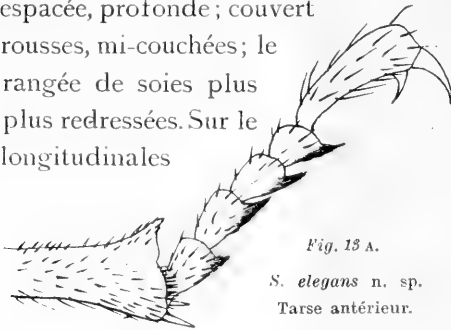 espacée, profonde ; couvert
rousses, mi-couchées ; le
rangée de soies plus
plus redressées. Sur le
longitudinales
Fig. 13 A.
S. elegans n. sp.
Tarse antérieur.